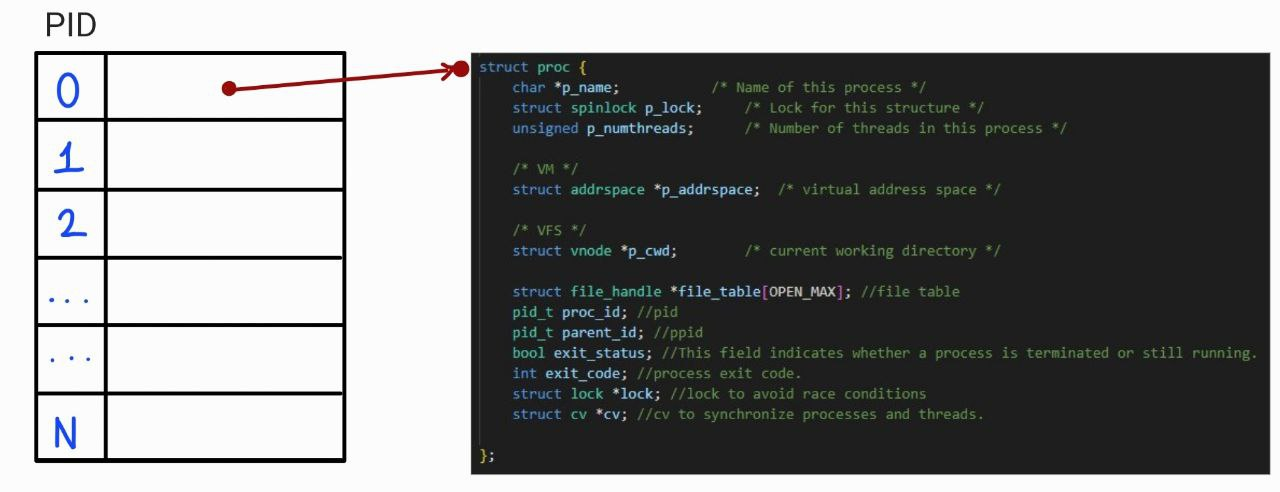 PID
0
1
2
...
...
N
struct proc {
char *p_name; /* Name of this process */
struct spinlock p_lock; /* Lock for this structure */
unsigned p_numthreads; /* Number of threads in this process */
/* VM */
struct addrspace *p_addrspace; /* virtual address space */
/* VFS */
struct vnode *p_cwd; /* current working directory */
struct file_handle *file_table[OPEN_MAX]; //file table
pid_t proc_id; //pid
pid_t parent_id; //ppid
bool exit_status; //This field indicates whether a process is terminated or still running.
int exit_code; //process exit code.
struct lock *lock; //lock to avoid race conditions
struct cv *cv; //cv to synchronize processes and threads.
};